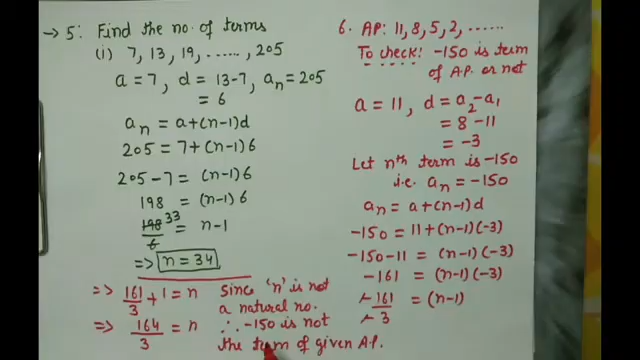 → 5: Find the no. of terms
(i) 7, 13, 19, ......, 205
a = 7, d = 13-7, an = 205
= 6
an = a+(n-1)d
205 = 7+(n-1)6
205-7 = (n-1)6
198 = (n-1)6
198/6 33 = n-1
=> n = 34
=> 161/3 + 1 = n
=> 164/3 = n
Since 'n' is not
a natural no.
∴ -150 is not
the term of given A.P.
6. AP: 11, 8, 5, 2, ......
To check: -150 is term
of A.P. or not
a = 11, d = a2-a1
= 8-11
= -3
Let nth term is -150
i.e. an = -150
an = a+(n-1)d
-150 = 11+(n-1)(-3)
-150-11 = (n-1)(-3)
-161 = (n-1)(-3)
-161/-3 = (n-1)